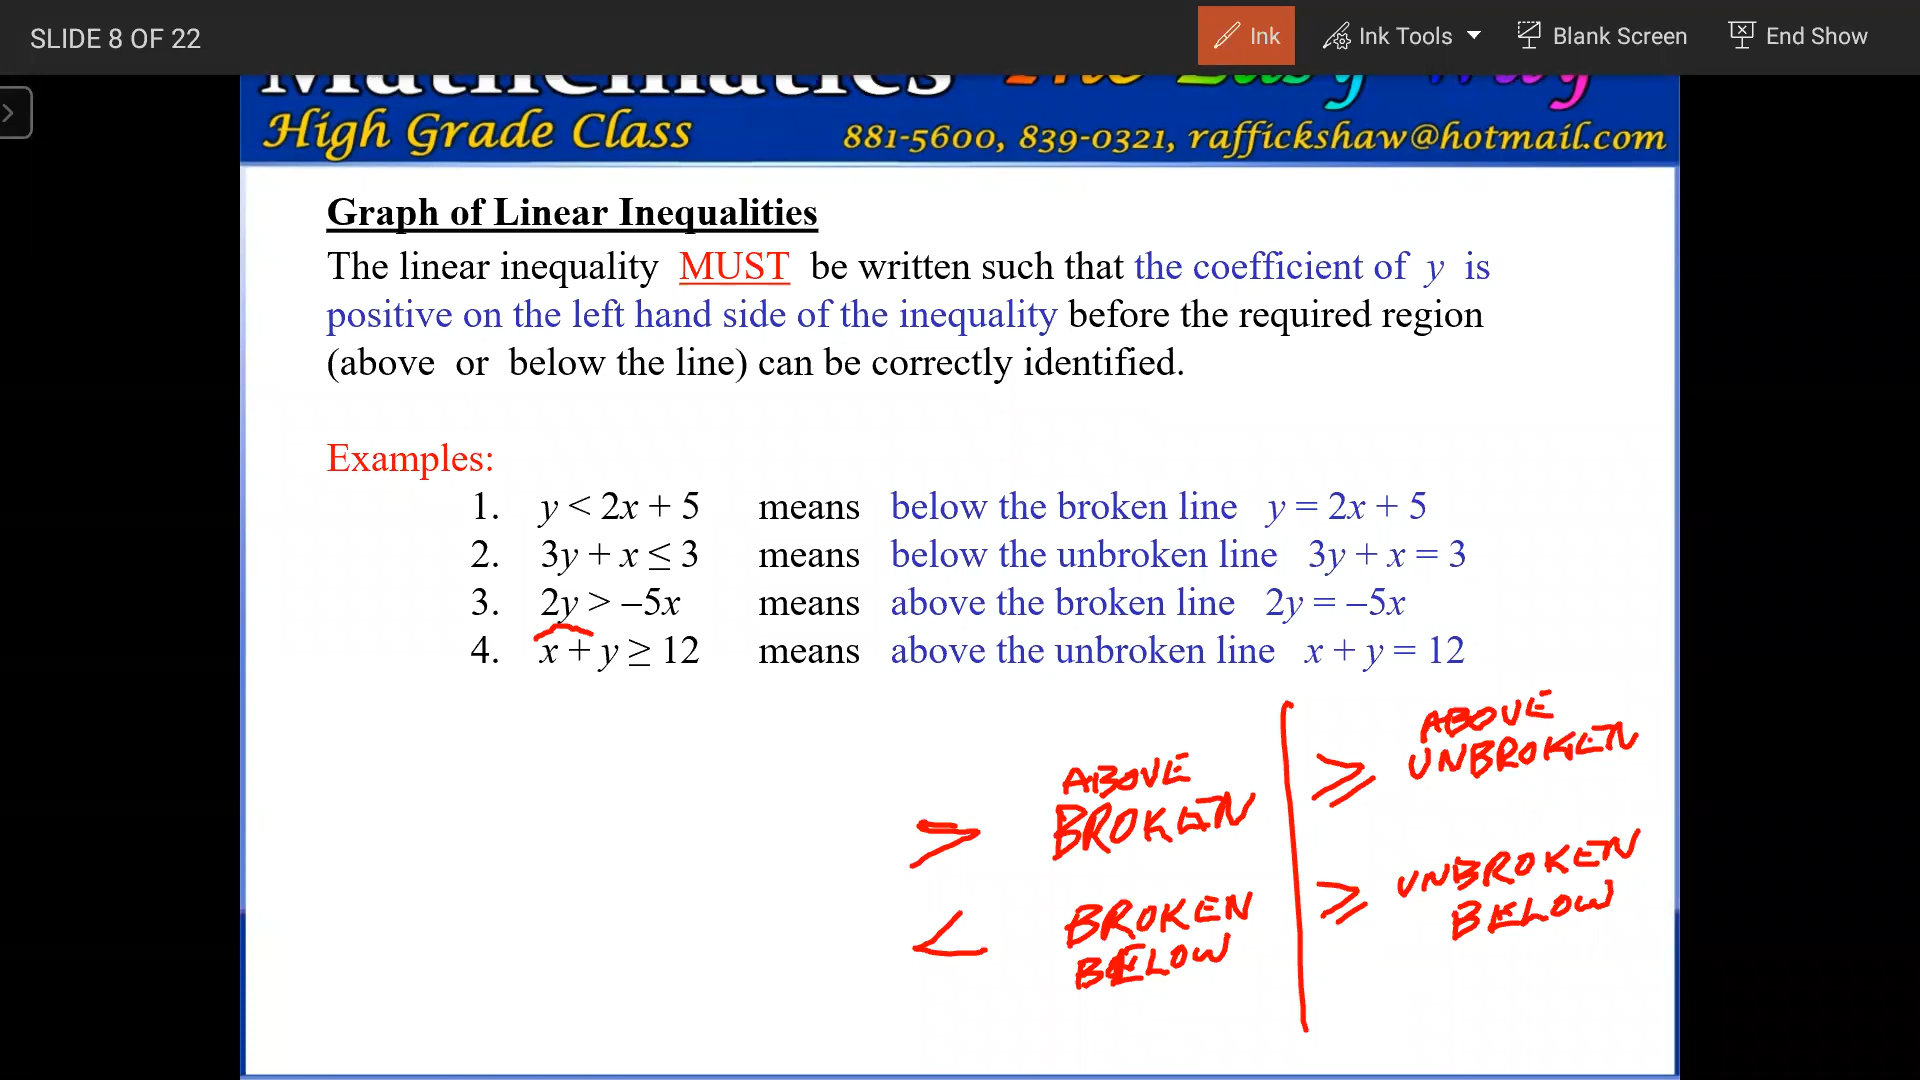 SLIDE 8 OF 22
Ink
Ink Tools
Blank Screen
End Show
Mathematics The Easy Way
High Grade Class 881-5600, 839-0321, raffickshaw@hotmail.com
Graph of Linear Inequalities
The linear inequality MUST be written such that the coefficient of y is
positive on the left hand side of the inequality before the required region
(above or below the line) can be correctly identified.
Examples:
1. y < 2x + 5 means below the broken line y = 2x + 5
2. 3y + x ≤ 3 means below the unbroken line 3y + x = 3
3. 2y > –5x means above the broken line 2y = –5x
4. x + y ≥ 12 means above the unbroken line x + y = 12
> ABOVE
BROKEN
< BROKEN
BELOW
≥ ABOVE
UNBROKEN
≥ UNBROKEN
BELOW